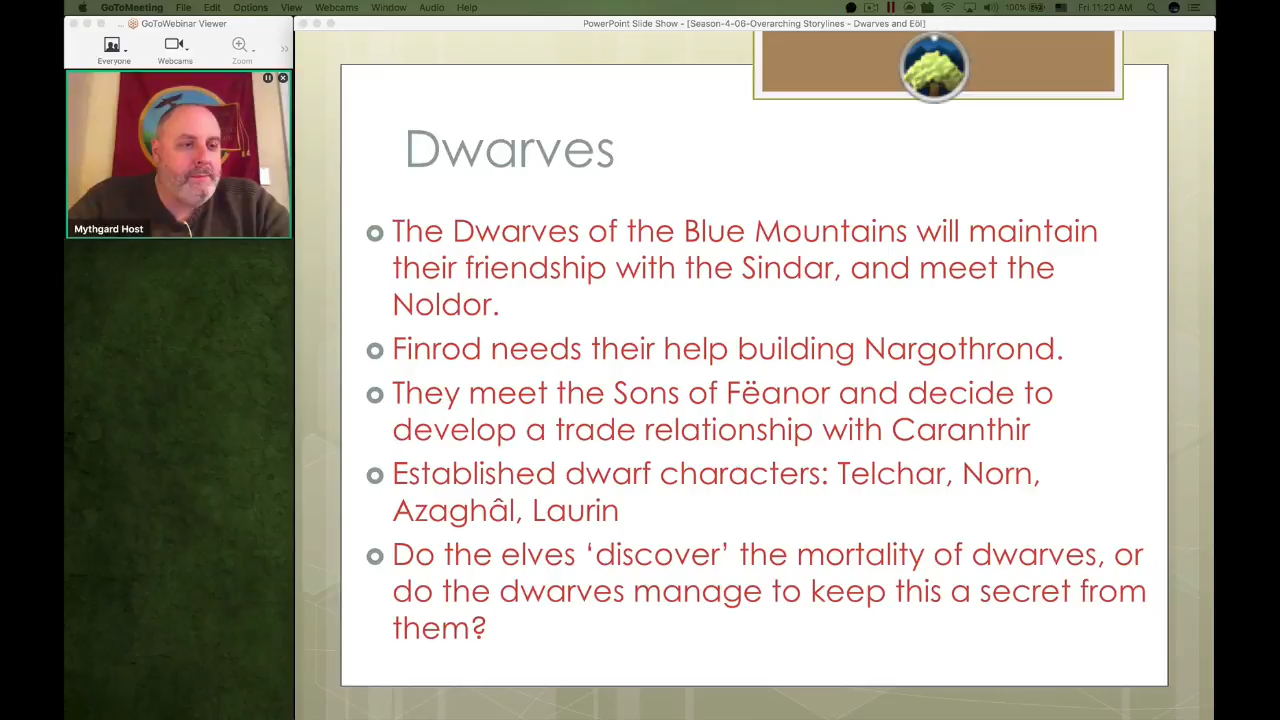 GoToMeeting File Edit Options View Webcams Window Audio Help
100% Fri 11:20 AM
GoToWebinar Viewer
PowerPoint Slide Show - [Season-4-06-Overarching Storylines - Dwarves and Eöl]
Everyone Webcams Zoom
Mythgard Host
Dwarves
The Dwarves of the Blue Mountains will maintain
their friendship with the Sindar, and meet the
Noldor.
Finrod needs their help building Nargothrond.
They meet the Sons of Fëanor and decide to
develop a trade relationship with Caranthir
Established dwarf characters: Telchar, Norn,
Azaghâl, Laurin
Do the elves ‘discover’ the mortality of dwarves, or
do the dwarves manage to keep this a secret from
them?